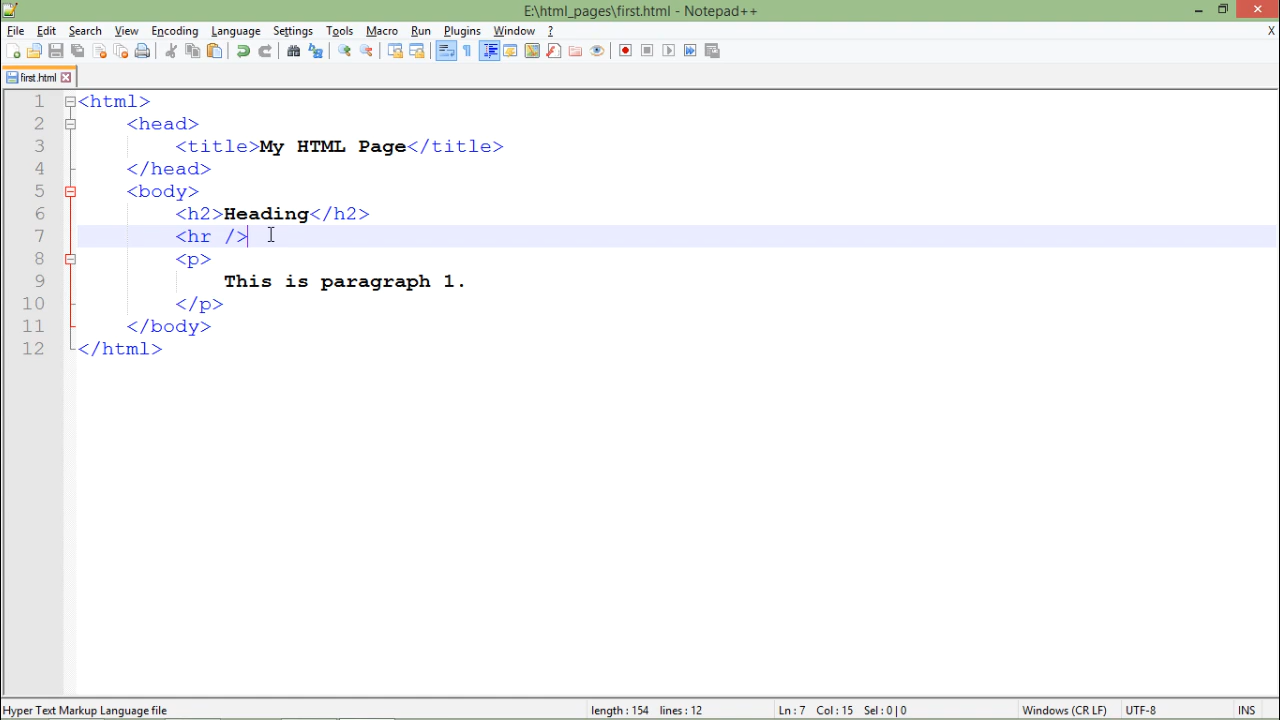 E:\html_pages\first.html - Notepad++
File Edit Search View Encoding Language Settings Tools Macro Run Plugins Window ? X
first.html
1 <html>
2 <head>
3 <title>My HTML Page</title>
4 </head>
5 <body>
6 <h2>Heading</h2>
7 <hr />
8 <p>
9 This is paragraph 1.
10 </p>
11 </body>
12 </html>
Hyper Text Markup Language file length : 154 lines : 12 Ln : 7 Col : 15 Sel : 0 | 0 Windows (CR LF) UTF-8 INS